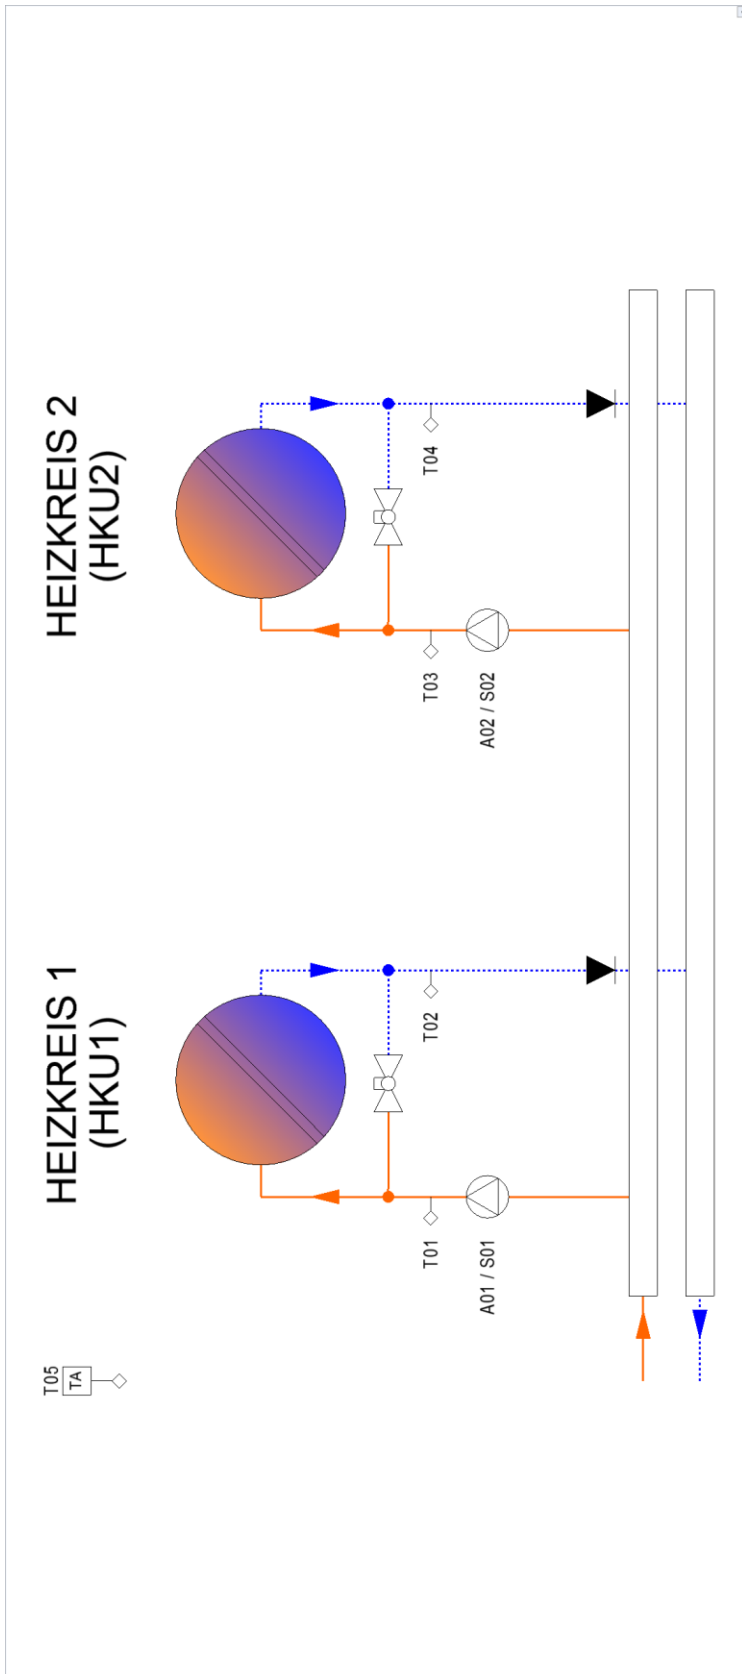 HEIZKREIS 1
(HKU1)
HEIZKREIS 2
(HKU2)
T05
TA
T01
T02
A01 / S01
T03
T04
A02 / S02